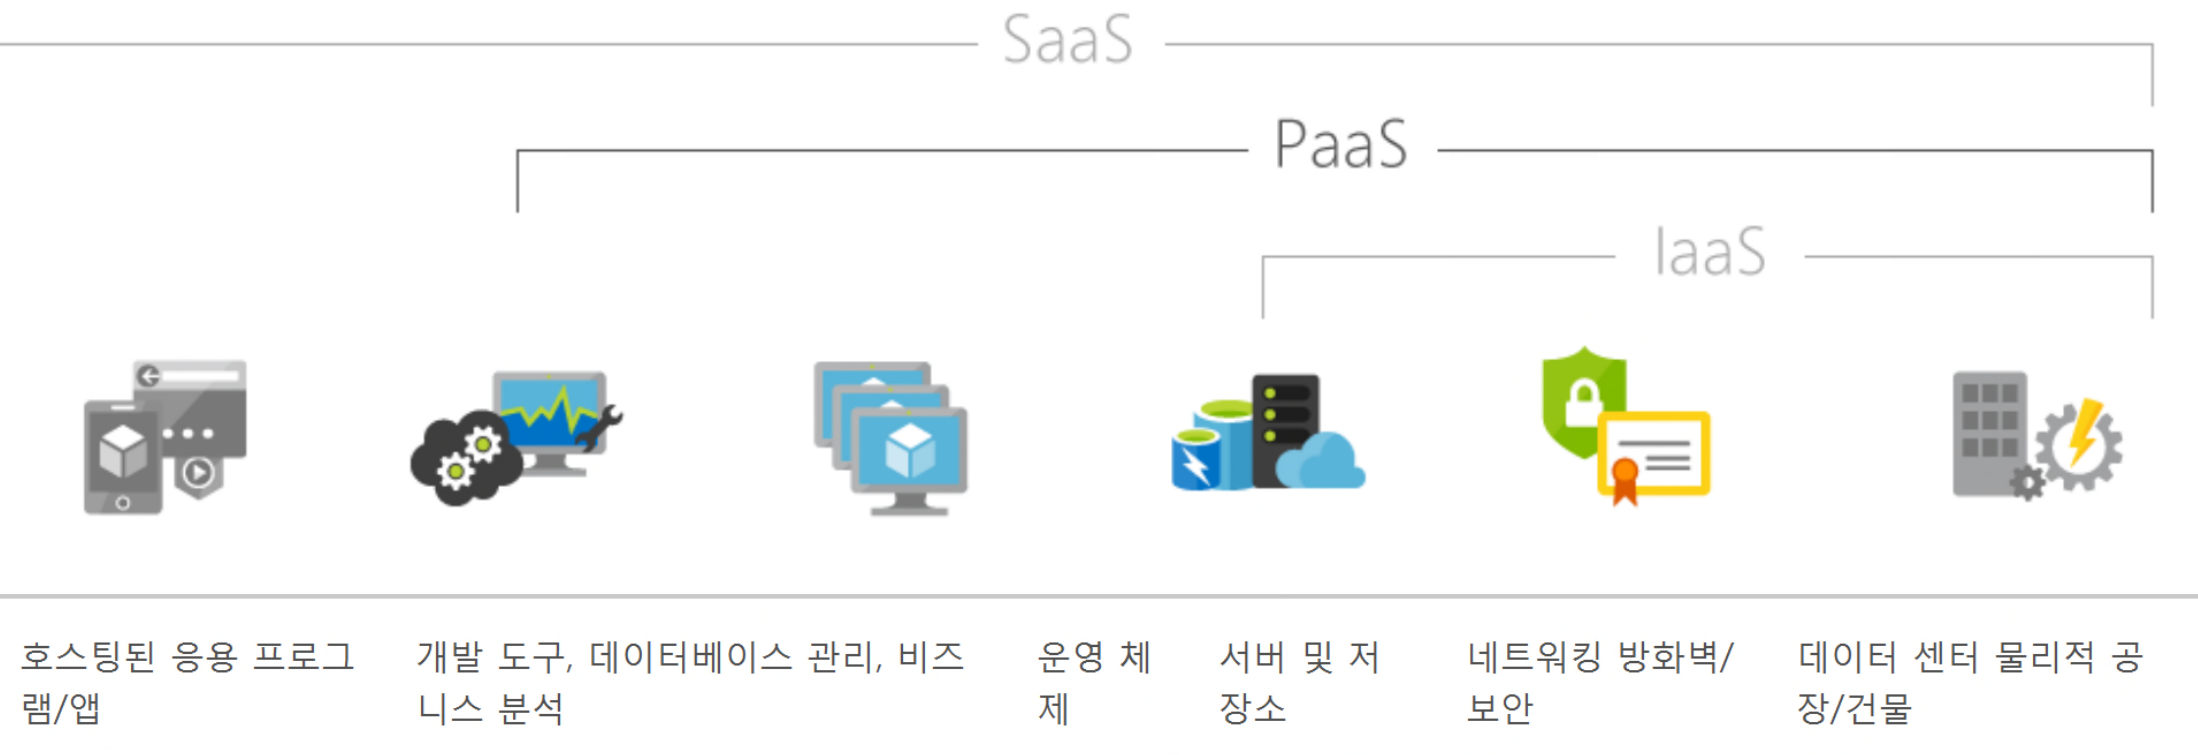 SaaS
PaaS
IaaS
호스팅된 응용 프로그
램/앱
개발 도구, 데이터베이스 관리, 비즈
니스 분석
운영 체
제
서버 및 저
장소
네트워킹 방화벽/
보안
데이터 센터 물리적 공
장/건물